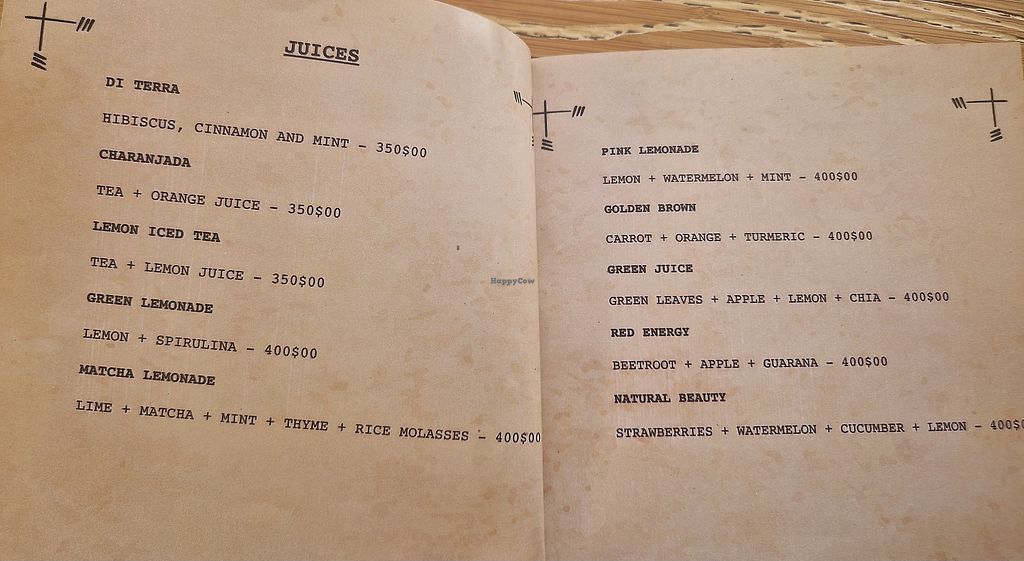 JUICES
DI TERRA
HIBISCUS, CINNAMON AND MINT – 350$00
CHARANJADA
TEA + ORANGE JUICE – 350$00
LEMON ICED TEA
TEA + LEMON JUICE – 350$00
GREEN LEMONADE
LEMON + SPIRULINA – 400$00
MATCHA LEMONADE
LIME + MATCHA + MINT + THYME + RICE MOLASSES – 400$00
PINK LEMONADE
LEMON + WATERMELON + MINT – 400$00
GOLDEN BROWN
CARROT + ORANGE + TURMERIC – 400$00
GREEN JUICE
GREEN LEAVES + APPLE + LEMON + CHIA – 400$00
RED ENERGY
BEETROOT + APPLE + GUARANA – 400$00
NATURAL BEAUTY
STRAWBERRIES + WATERMELON + CUCUMBER + LEMON – 400$0
HappyCow